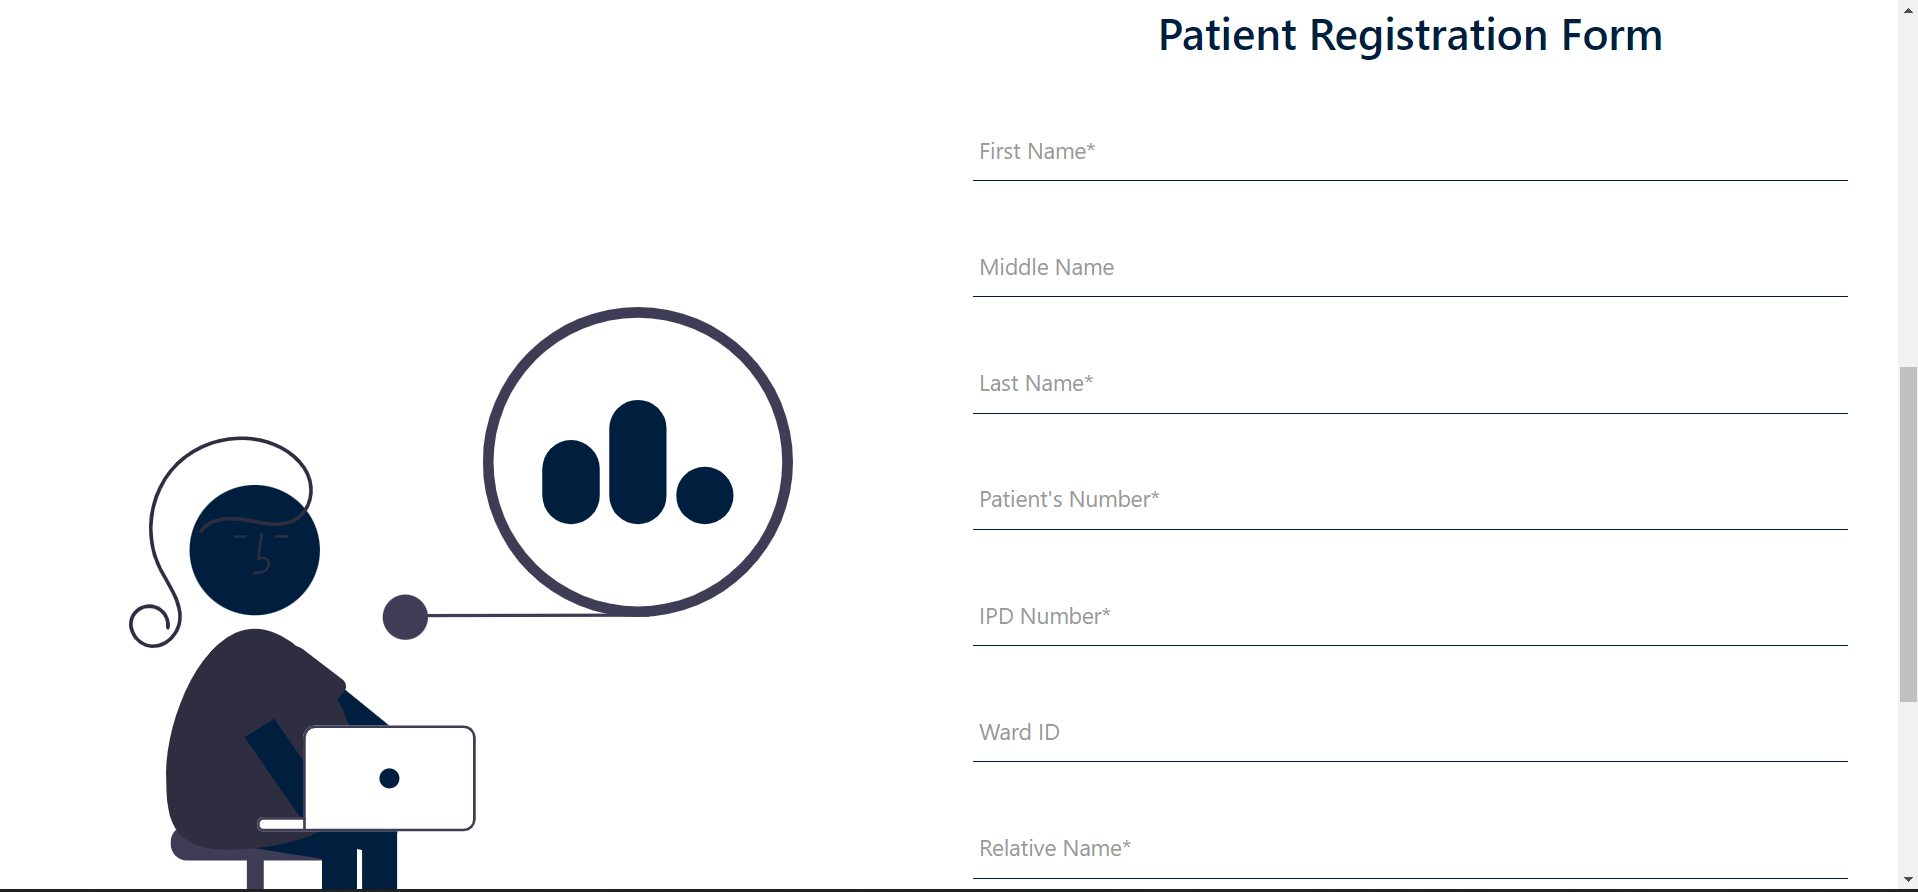 Patient Registration Form
First Name*
Middle Name
Last Name*
Patient's Number*
IPD Number*
Ward ID
Relative Name*